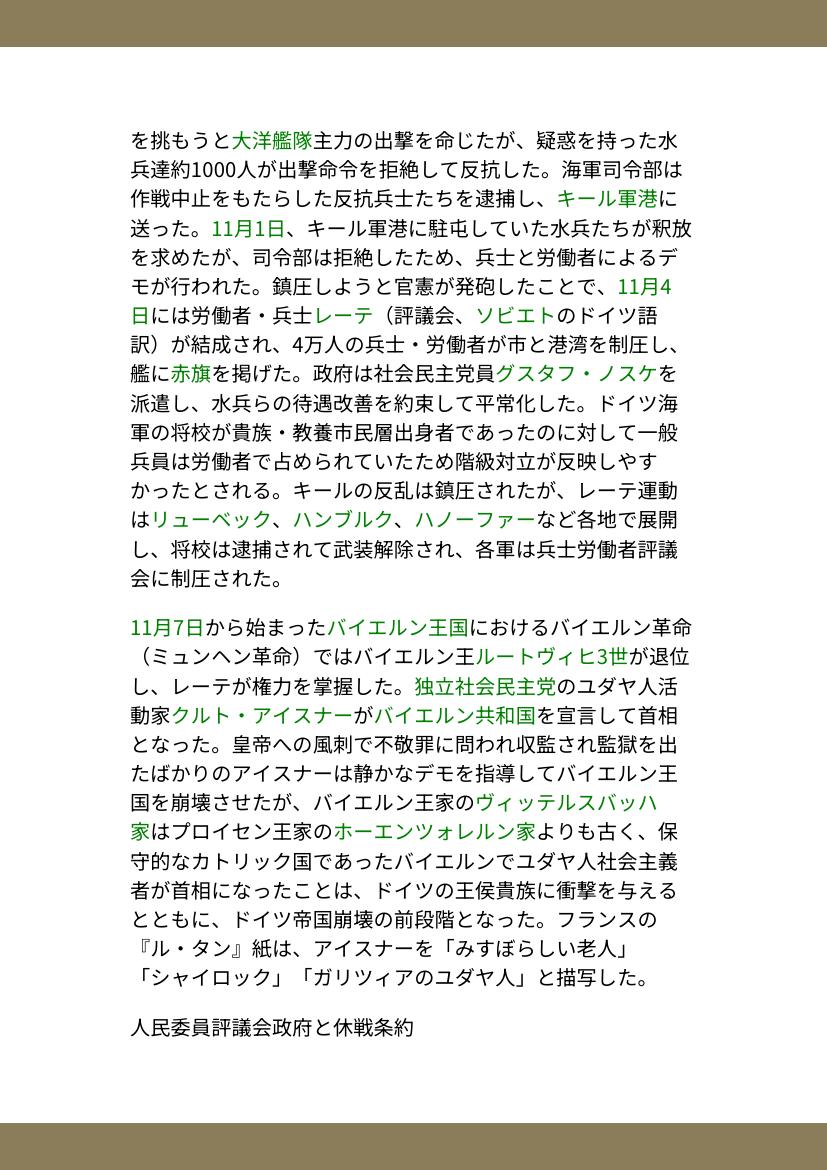 を挑もうと大洋艦隊主力の出撃を命じたが、疑惑を持った水
兵達約1000人が出撃命令を拒絶して反抗した。海軍司令部は
作戦中止をもたらした反抗兵士たちを逮捕し、キール軍港に
送った。11月1日、キール軍港に駐屯していた水兵たちが釈放
を求めたが、司令部は拒絶したため、兵士と労働者によるデ
モが行われた。鎮圧しようと官憲が発砲したことで、11月4
日には労働者・兵士レーテ（評議会、ソビエトのドイツ語
訳）が結成され、4万人の兵士・労働者が市と港湾を制圧し、
艦に赤旗を掲げた。政府は社会民主党員グスタフ・ノスケを
派遣し、水兵らの待遇改善を約束して平常化した。ドイツ海
軍の将校が貴族・教養市民層出身者であったのに対して一般
兵員は労働者で占められていたため階級対立が反映しやす
かったとされる。キールの反乱は鎮圧されたが、レーテ運動
はリューベック、ハンブルク、ハノーファーなど各地で展開
し、将校は逮捕されて武装解除され、各軍は兵士労働者評議
会に制圧された。
11月7日から始まったバイエルン王国におけるバイエルン革命
（ミュンヘン革命）ではバイエルン王ルートヴィヒ3世が退位
し、レーテが権力を掌握した。独立社会民主党のユダヤ人活
動家クルト・アイスナーがバイエルン共和国を宣言して首相
となった。皇帝への風刺で不敬罪に問われ収監され監獄を出
たばかりのアイスナーは静かなデモを指導してバイエルン王
国を崩壊させたが、バイエルン王家のヴィッテルスバッハ
家はプロイセン王家のホーエンツォレルン家よりも古く、保
守的なカトリック国であったバイエルンでユダヤ人社会主義
者が首相になったことは、ドイツの王侯貴族に衝撃を与える
とともに、ドイツ帝国崩壊の前段階となった。フランスの
『ル・タン』紙は、アイスナーを「みすぼらしい老人」
「シャイロック」「ガリツィアのユダヤ人」と描写した。
人民委員評議会政府と休戦条約